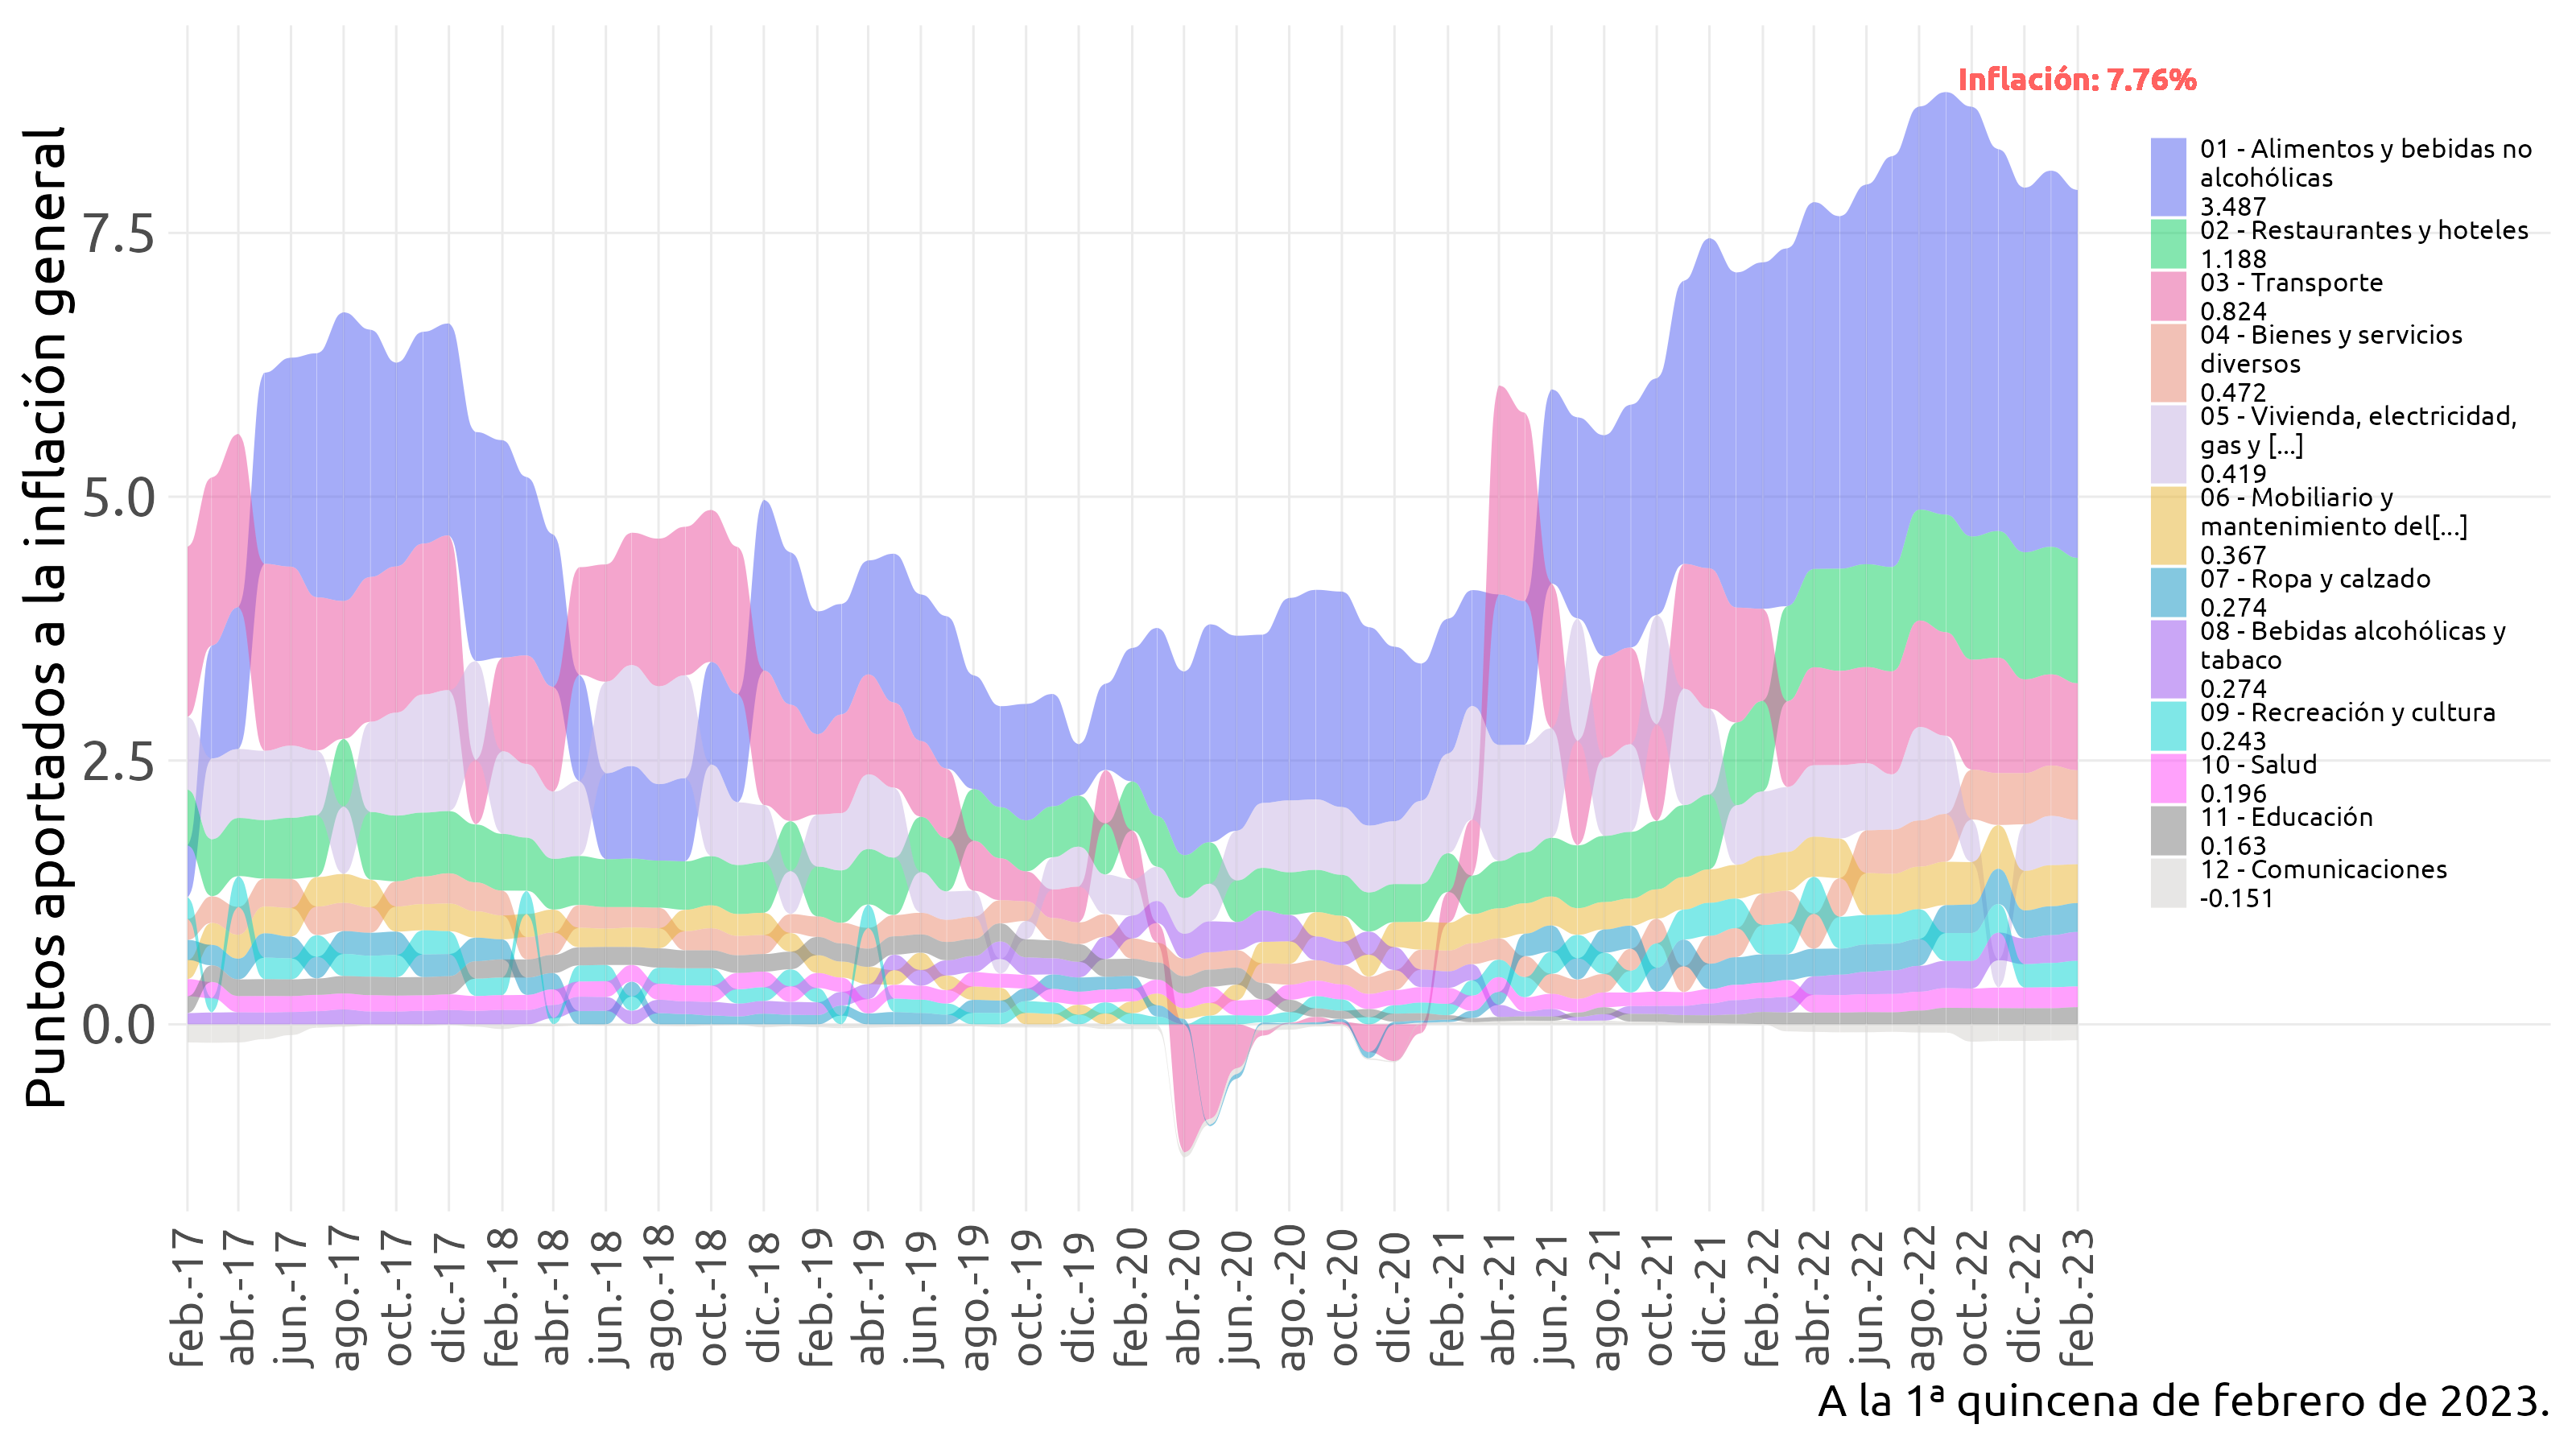 Inflación: 7.76%
Puntos aportados a la inflación general
7.5
5.0
2.5
0.0
01 - Alimentos y bebidas no
alcohólicas
3.487
02 - Restaurantes y hoteles
1.188
03 - Transporte
0.824
04 - Bienes y servicios
diversos
0.472
05 - Vivienda, electricidad,
gas y [...]
0.419
06 - Mobiliario y
mantenimiento del[...]
0.367
07 - Ropa y calzado
0.274
08 - Bebidas alcohólicas y
tabaco
0.274
09 - Recreación y cultura
0.243
10 - Salud
0.196
11 - Educación
0.163
12 - Comunicaciones
-0.151
feb.-17
abr.-17
jun.-17
ago.-17
oct.-17
dic.-17
feb.-18
abr.-18
jun.-18
ago.-18
oct.-18
dic.-18
feb.-19
abr.-19
jun.-19
ago.-19
oct.-19
dic.-19
feb.-20
abr.-20
jun.-20
ago.-20
oct.-20
dic.-20
feb.-21
abr.-21
jun.-21
ago.-21
oct.-21
dic.-21
feb.-22
abr.-22
jun.-22
ago.-22
oct.-22
dic.-22
feb.-23
A la 1ª quincena de febrero de 2023.